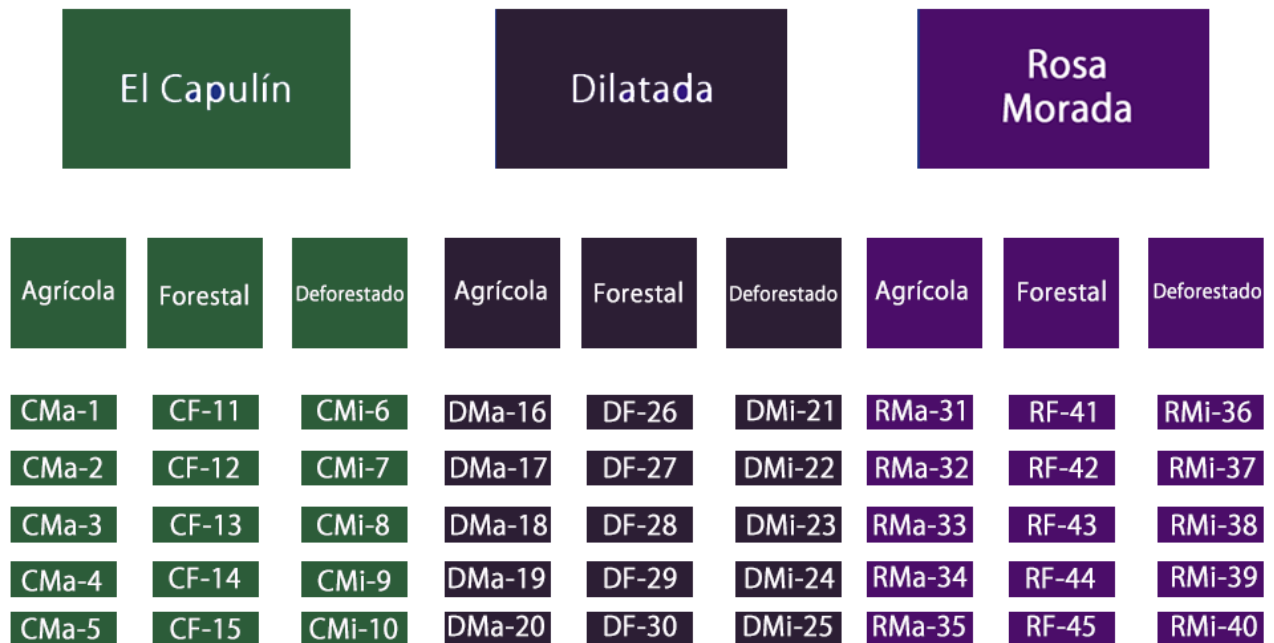 El Capulín
Dilatada
Rosa
Morada
Agrícola Forestal Deforestado Agrícola Forestal Deforestado Agrícola Forestal Deforestado
CMa-1 CF-11 CMi-6 DMa-16 DF-26 DMi-21 RMa-31 RF-41 RMi-36
CMa-2 CF-12 CMi-7 DMa-17 DF-27 DMi-22 RMa-32 RF-42 RMi-37
CMa-3 CF-13 CMi-8 DMa-18 DF-28 DMi-23 RMa-33 RF-43 RMi-38
CMa-4 CF-14 CMi-9 DMa-19 DF-29 DMi-24 RMa-34 RF-44 RMi-39
CMa-5 CF-15 CMi-10 DMa-20 DF-30 DMi-25 RMa-35 RF-45 RMi-40